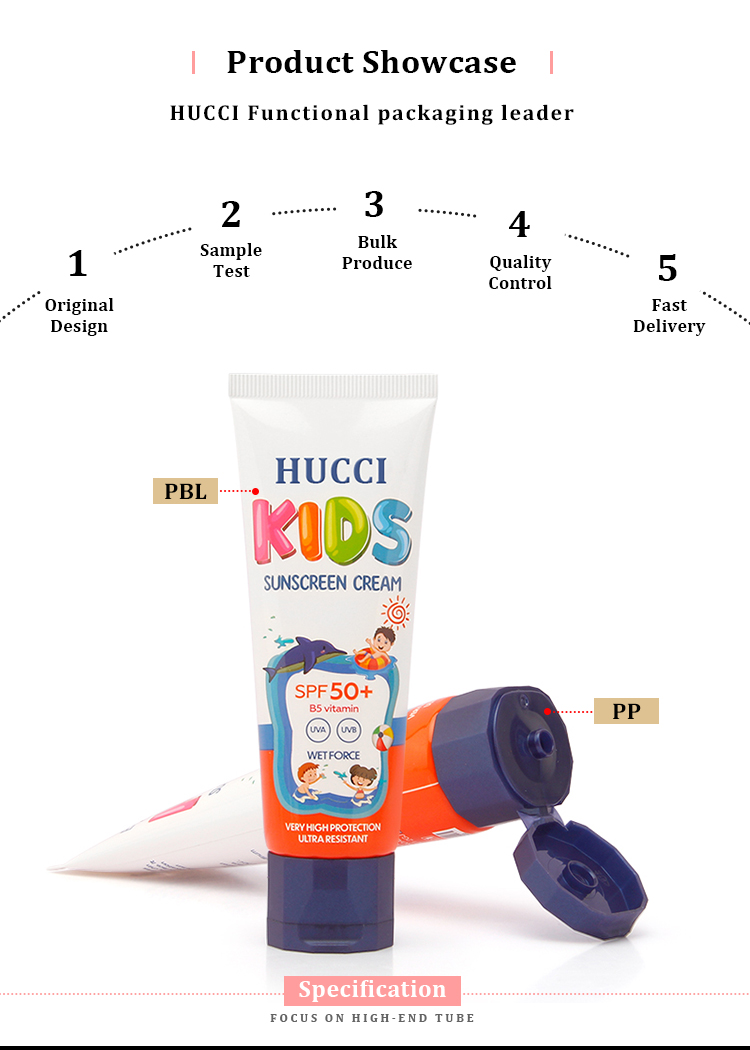 Product Showcase
HUCCI Functional packaging leader
1
Original
Design
2
Sample
Test
3
Bulk
Produce
4
Quality
Control
5
Fast
Delivery
PBL
HUCCI
KIDS
SUNSCREEN CREAM
SPF 50+
B5 vitamin
UVA
UVB
WET FORCE
VERY HIGH PROTECTION
ULTRA RESISTANT
PP
Specification
FOCUS ON HIGH-END TUBE